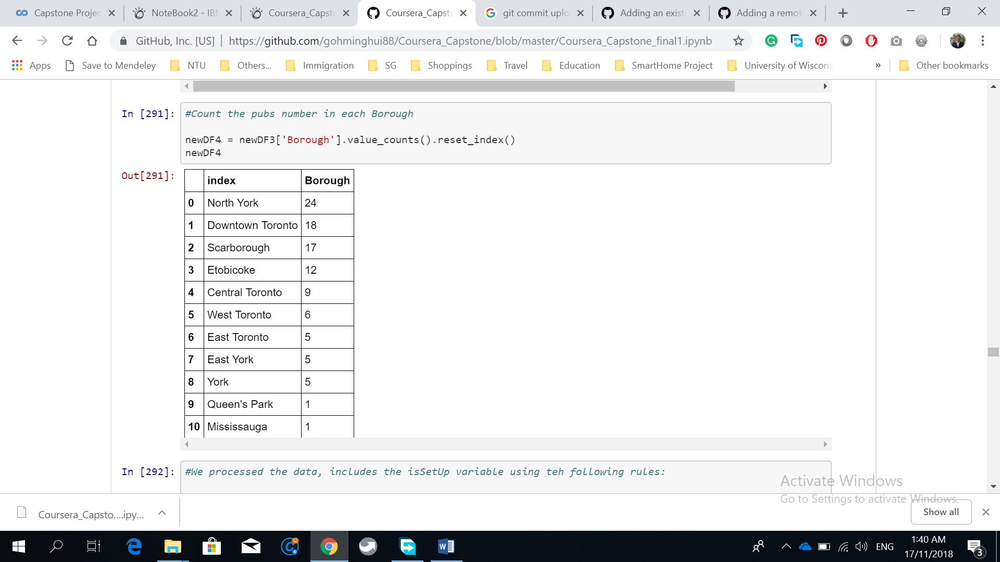 Capstone Projec
NoteBook2 - IBM
Coursera_Capsto
Coursera_Capsto
git commit uplo
Adding an existi
Adding a remot
GitHub, Inc. [US]
https://github.com/gohminghui88/Coursera_Capstone/blob/master/Coursera_Capstone_final1.ipynb
Apps
Save to Mendeley
NTU
Others...
Immigration
SG
Shoppings
Travel
Education
SmartHome Project
University of Wiscons
»
Other bookmarks
In [291]:
#Count the pubs number in each Borough
newDF4 = newDF3['Borough'].value_counts().reset_index()
newDF4
Out[291]:
index Borough
0 North York 24
1 Downtown Toronto 18
2 Scarborough 17
3 Etobicoke 12
4 Central Toronto 9
5 West Toronto 6
6 East Toronto 5
7 East York 5
8 York 5
9 Queen's Park 1
10 Mississauga 1
In [292]:
#We processed the data, includes the isSetUp variable using teh following rules:
Activate Windows
Go to Settings to activate Windows.
Coursera_Capsto....ipy...
Show all
ENG
1:40 AM
17/11/2018
3